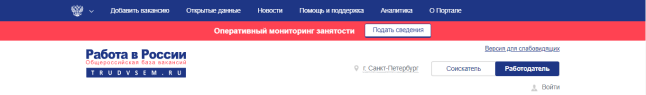 Добавить вакансию Открытые данные Новости Помощь и поддержка Аналитика О Портале
Оперативный мониторинг занятости Подать сведения
Версия для слабовидящих
Работа в России
Общероссийская База вакансий
TRUDVSEM.RU
г. Санкт-Петербург Соискатель Работодатель
Войти